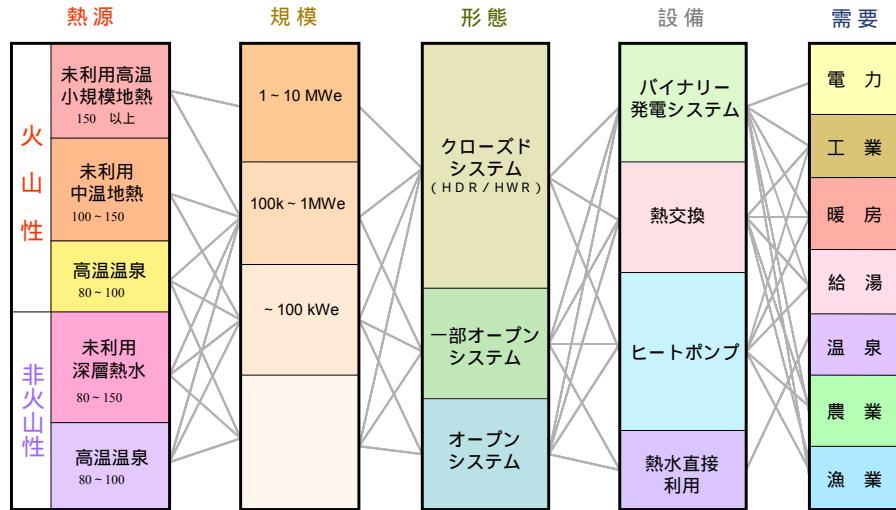 熱源
規模
形態
設備
需要
火山性
未利用高温
小規模地熱
150 以上
未利用
中温地熱
100~150
高温温泉
80~100
非火山性
未利用
深層熱水
80~150
高温温泉
80~100
1~10 MWe
100k~1MWe
~100 kWe
クローズド
システム
(HDR/HWR)
一部オープン
システム
オープン
システム
バイナリー
発電システム
熱交換
ヒートポンプ
熱水直接
利用
電力
工業
暖房
給湯
温泉
農業
漁業